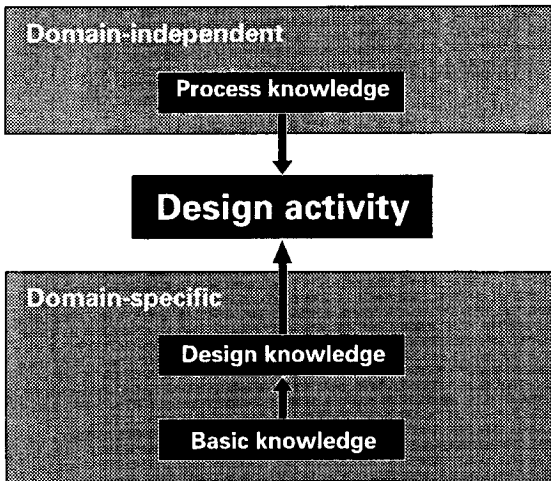 Domain-independent
Process knowledge
Design activity
Domain-specific
Design knowledge
Basic knowledge